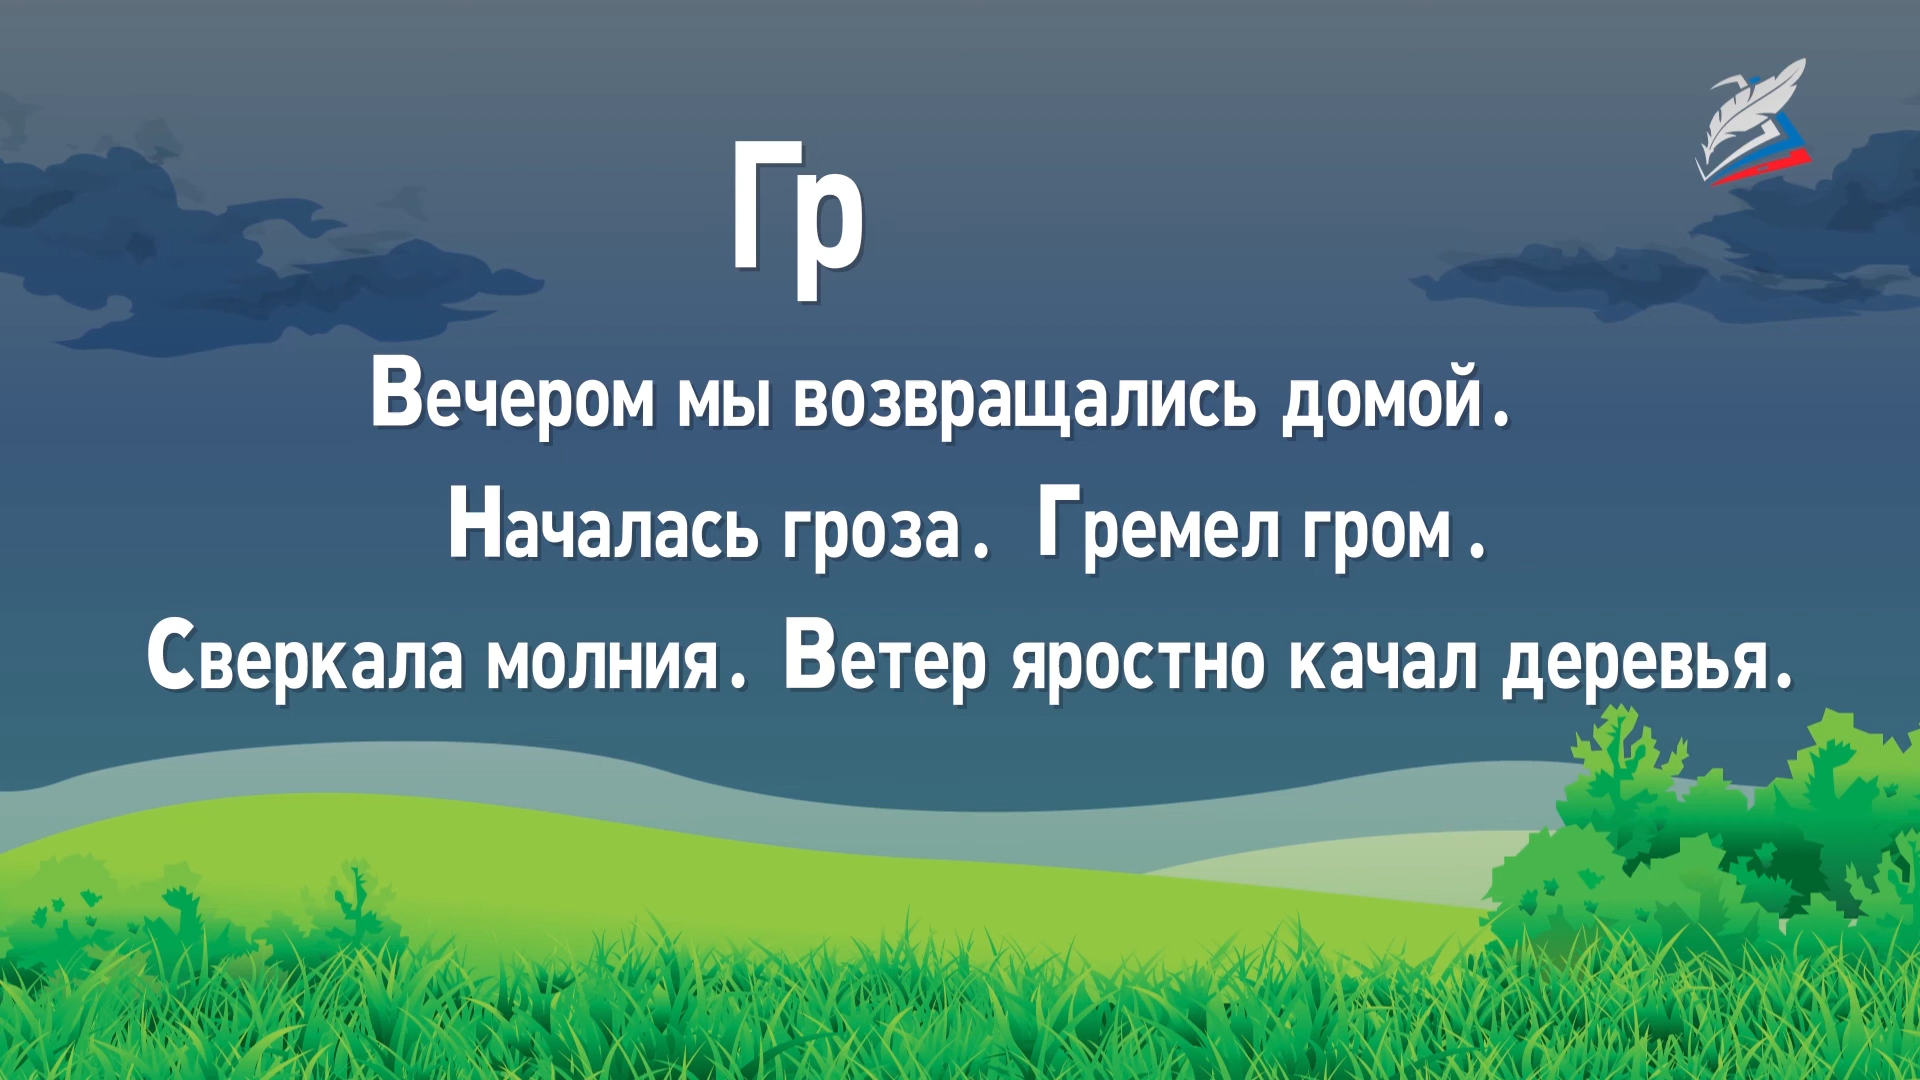 Гр
Вечером мы возвращались домой.
Началась гроза. Гремел гром.
Сверкала молния. Ветер яростно качал деревья.